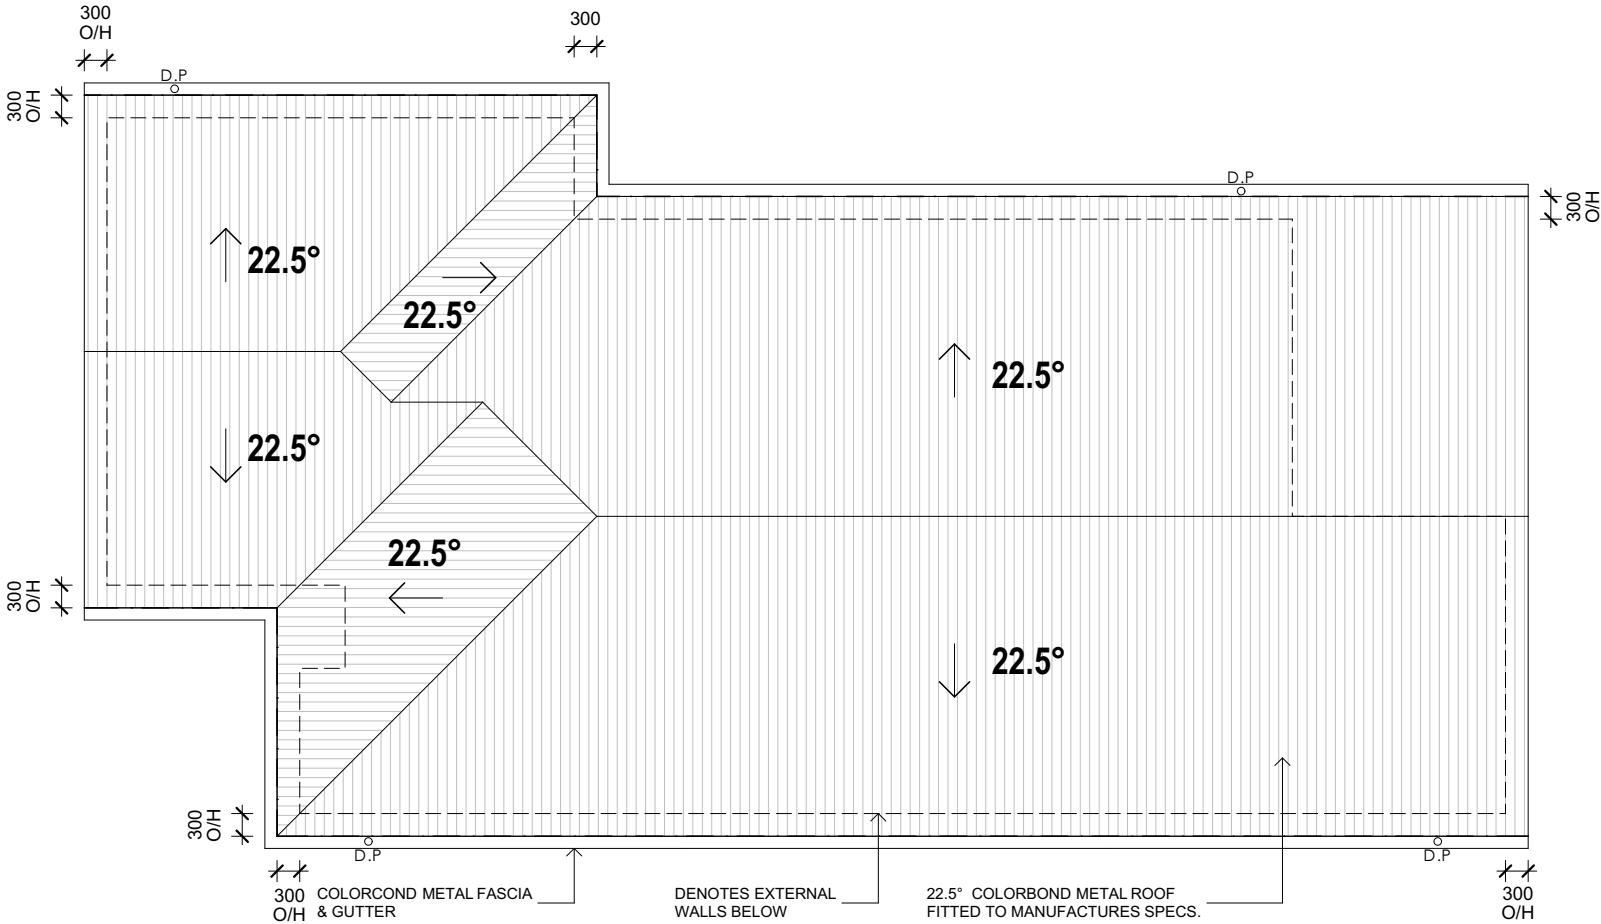 300
O/H
300
D.P
300
O/H
D.P
300
O/H
22.5°
22.5°
22.5°
22.5°
22.5°
22.5°
300
O/H
300
O/H
D.P
D.P
300
O/H
COLORCOND METAL FASCIA
& GUTTER
DENOTES EXTERNAL
WALLS BELOW
22.5° COLORBOND METAL ROOF
FITTED TO MANUFACTURES SPECS.
300
O/H